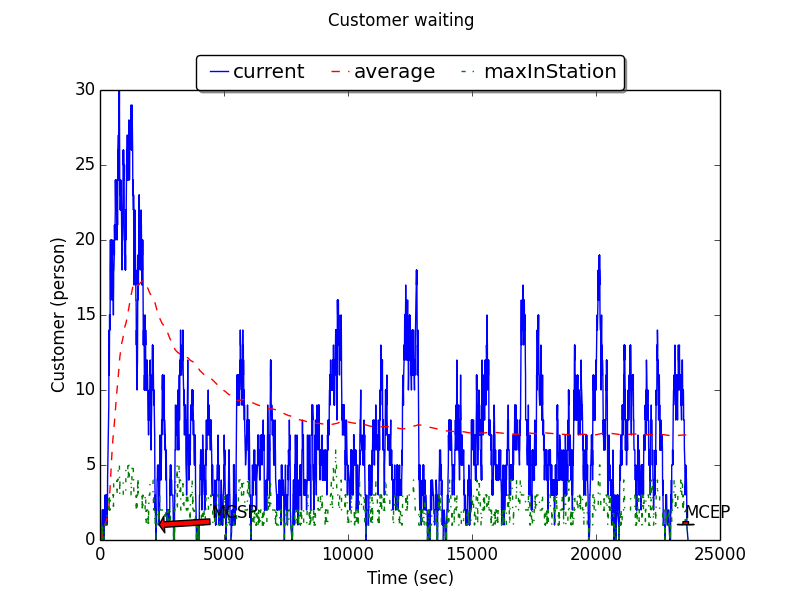 Customer waiting
current average maxInStation
30
25
20
15
10
5
0
Customer (person)
MCSP
MCEP
0 5000 10000 15000 20000 25000
Time (sec)